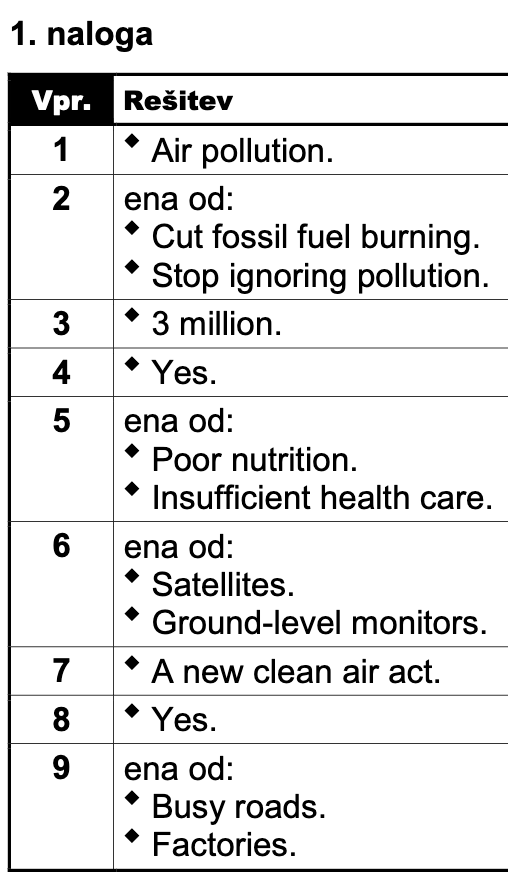 1. naloga
Vpr. Rešitev
1 ◆ Air pollution.
2 ena od:
◆ Cut fossil fuel burning.
◆ Stop ignoring pollution.
3 ◆ 3 million.
4 ◆ Yes.
5 ena od:
◆ Poor nutrition.
◆ Insufficient health care.
6 ena od:
◆ Satellites.
◆ Ground-level monitors.
7 ◆ A new clean air act.
8 ◆ Yes.
9 ena od:
◆ Busy roads.
◆ Factories.